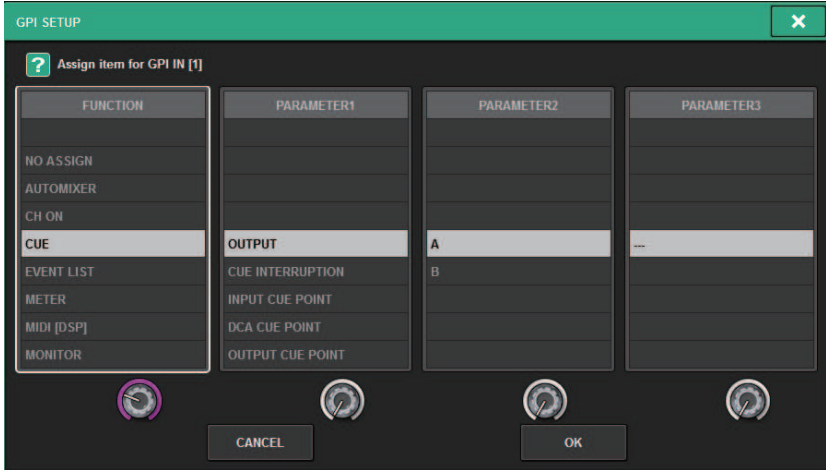 GPI SETUP
? Assign item for GPI IN [1]
FUNCTION PARAMETER1 PARAMETER2 PARAMETER3
NO ASSIGN
AUTOMIXER
CH ON
CUE OUTPUT A ---
EVENT LIST CUE INTERRUPTION B
METER INPUT CUE POINT
MIDI [DSP] DCA CUE POINT
MONITOR OUTPUT CUE POINT
CANCEL OK